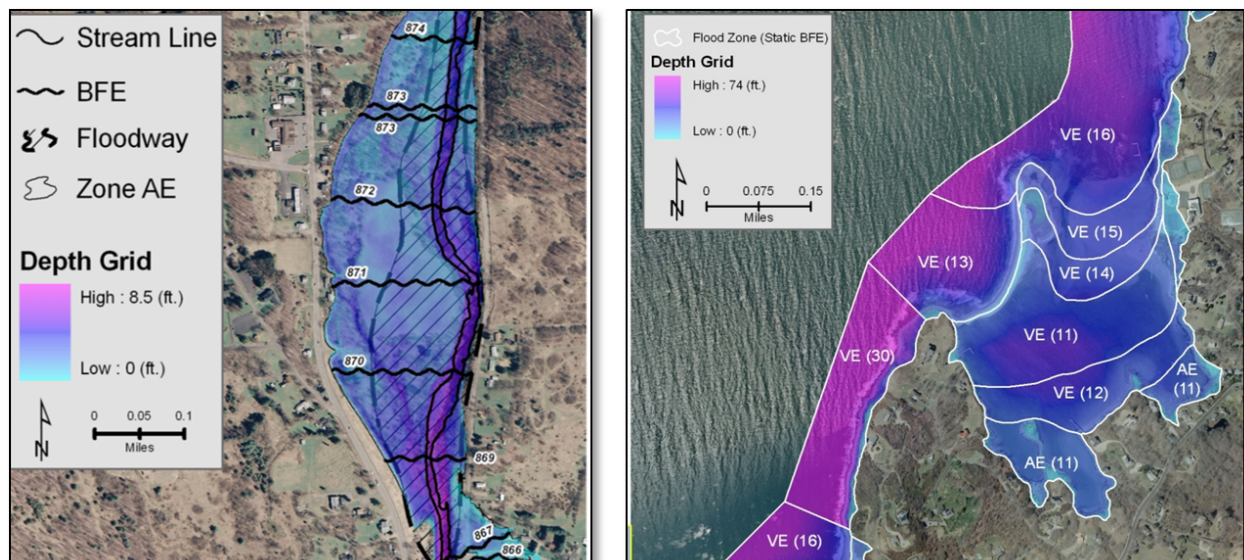 Stream Line
BFE
Floodway
Zone AE
Depth Grid
High : 8.5 (ft.)
Low : 0 (ft.)
N
0 0.05 0.1
Miles
874
873
873
872
871
870
869
867
866
Flood Zone (Static BFE)
Depth Grid
High : 74 (ft.)
Low : 0 (ft.)
N
0 0.075 0.15
Miles
VE (16)
VE (15)
VE (14)
VE (13)
VE (11)
VE (30)
VE (12)
AE
(11)
AE (11)
VE (16)